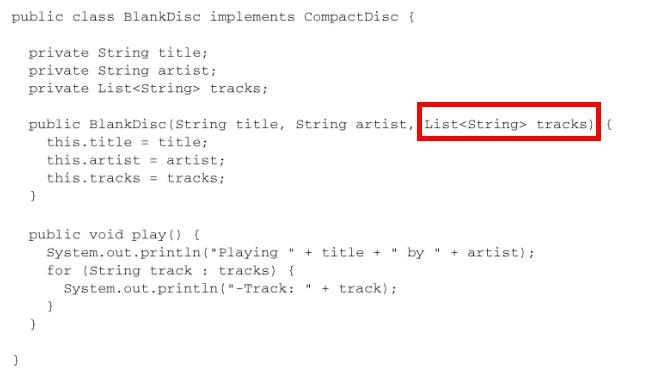 public class BlankDisc implements CompactDisc {
private String title;
private String artist;
private List<String> tracks;
public BlankDisc(String title, String artist, List<String> tracks) {
this.title = title;
this.artist = artist;
this.tracks = tracks;
}
public void play() {
System.out.println("Playing " + title + " by " + artist);
for (String track : tracks) {
System.out.println("-Track: " + track);
}
}
}